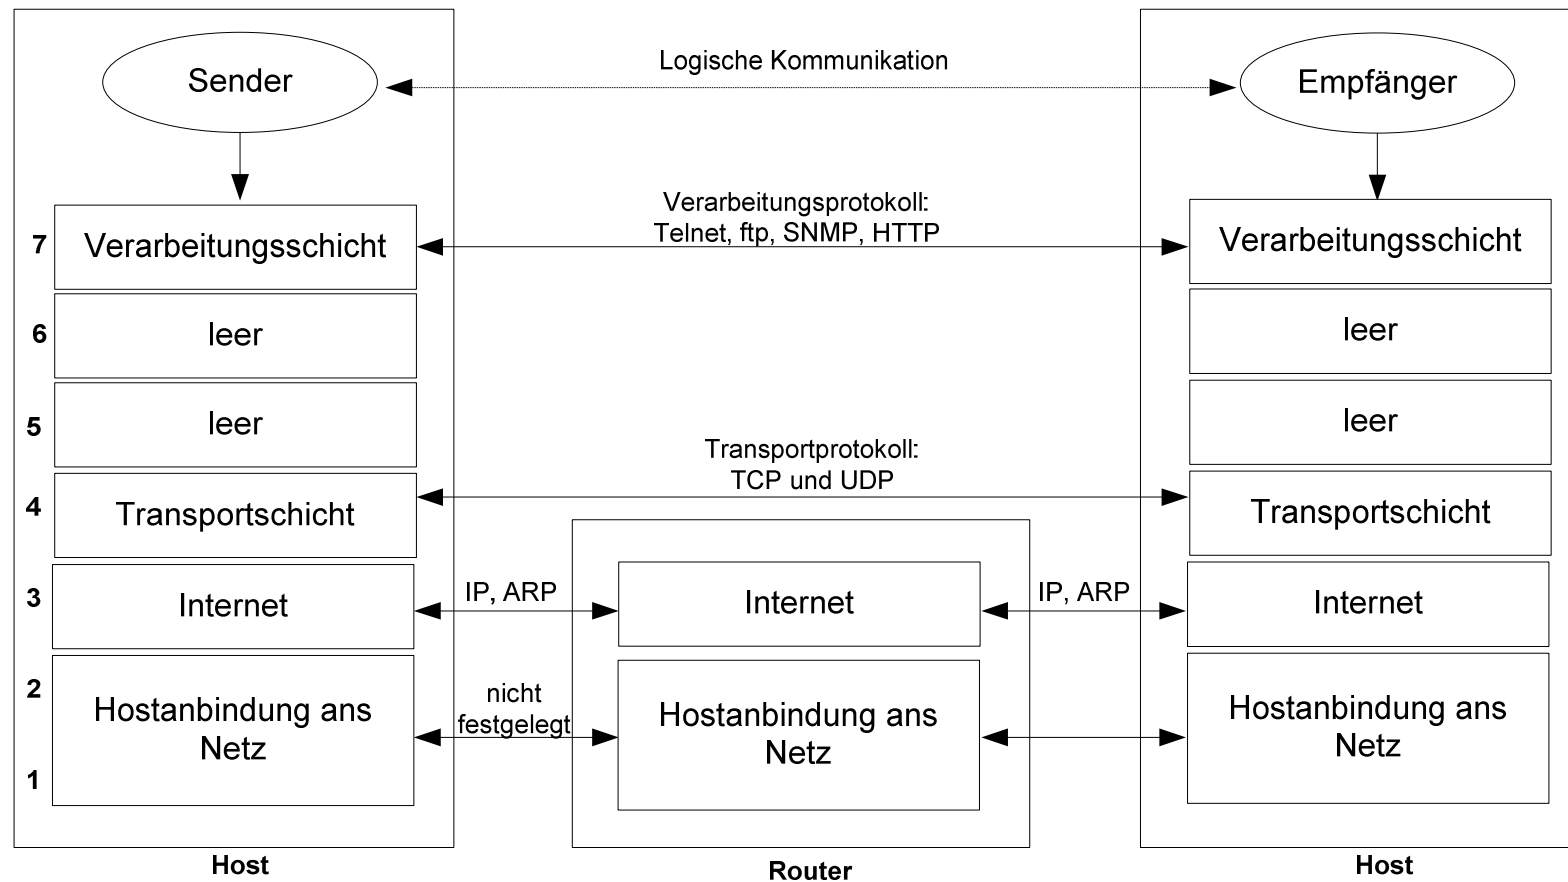 Sender
Logische Kommunikation
Empfänger
Verarbeitungsprotokoll:
Telnet, ftp, SNMP, HTTP
7
Verarbeitungsschicht
Verarbeitungsschicht
6
leer
leer
5
leer
leer
Transportprotokoll:
TCP und UDP
4
Transportschicht
Transportschicht
3
Internet
IP, ARP
Internet
IP, ARP
Internet
2
Hostanbindung ans
Netz
1
nicht
festgelegt
Hostanbindung ans
Netz
Hostanbindung ans
Netz
Host
Router
Host